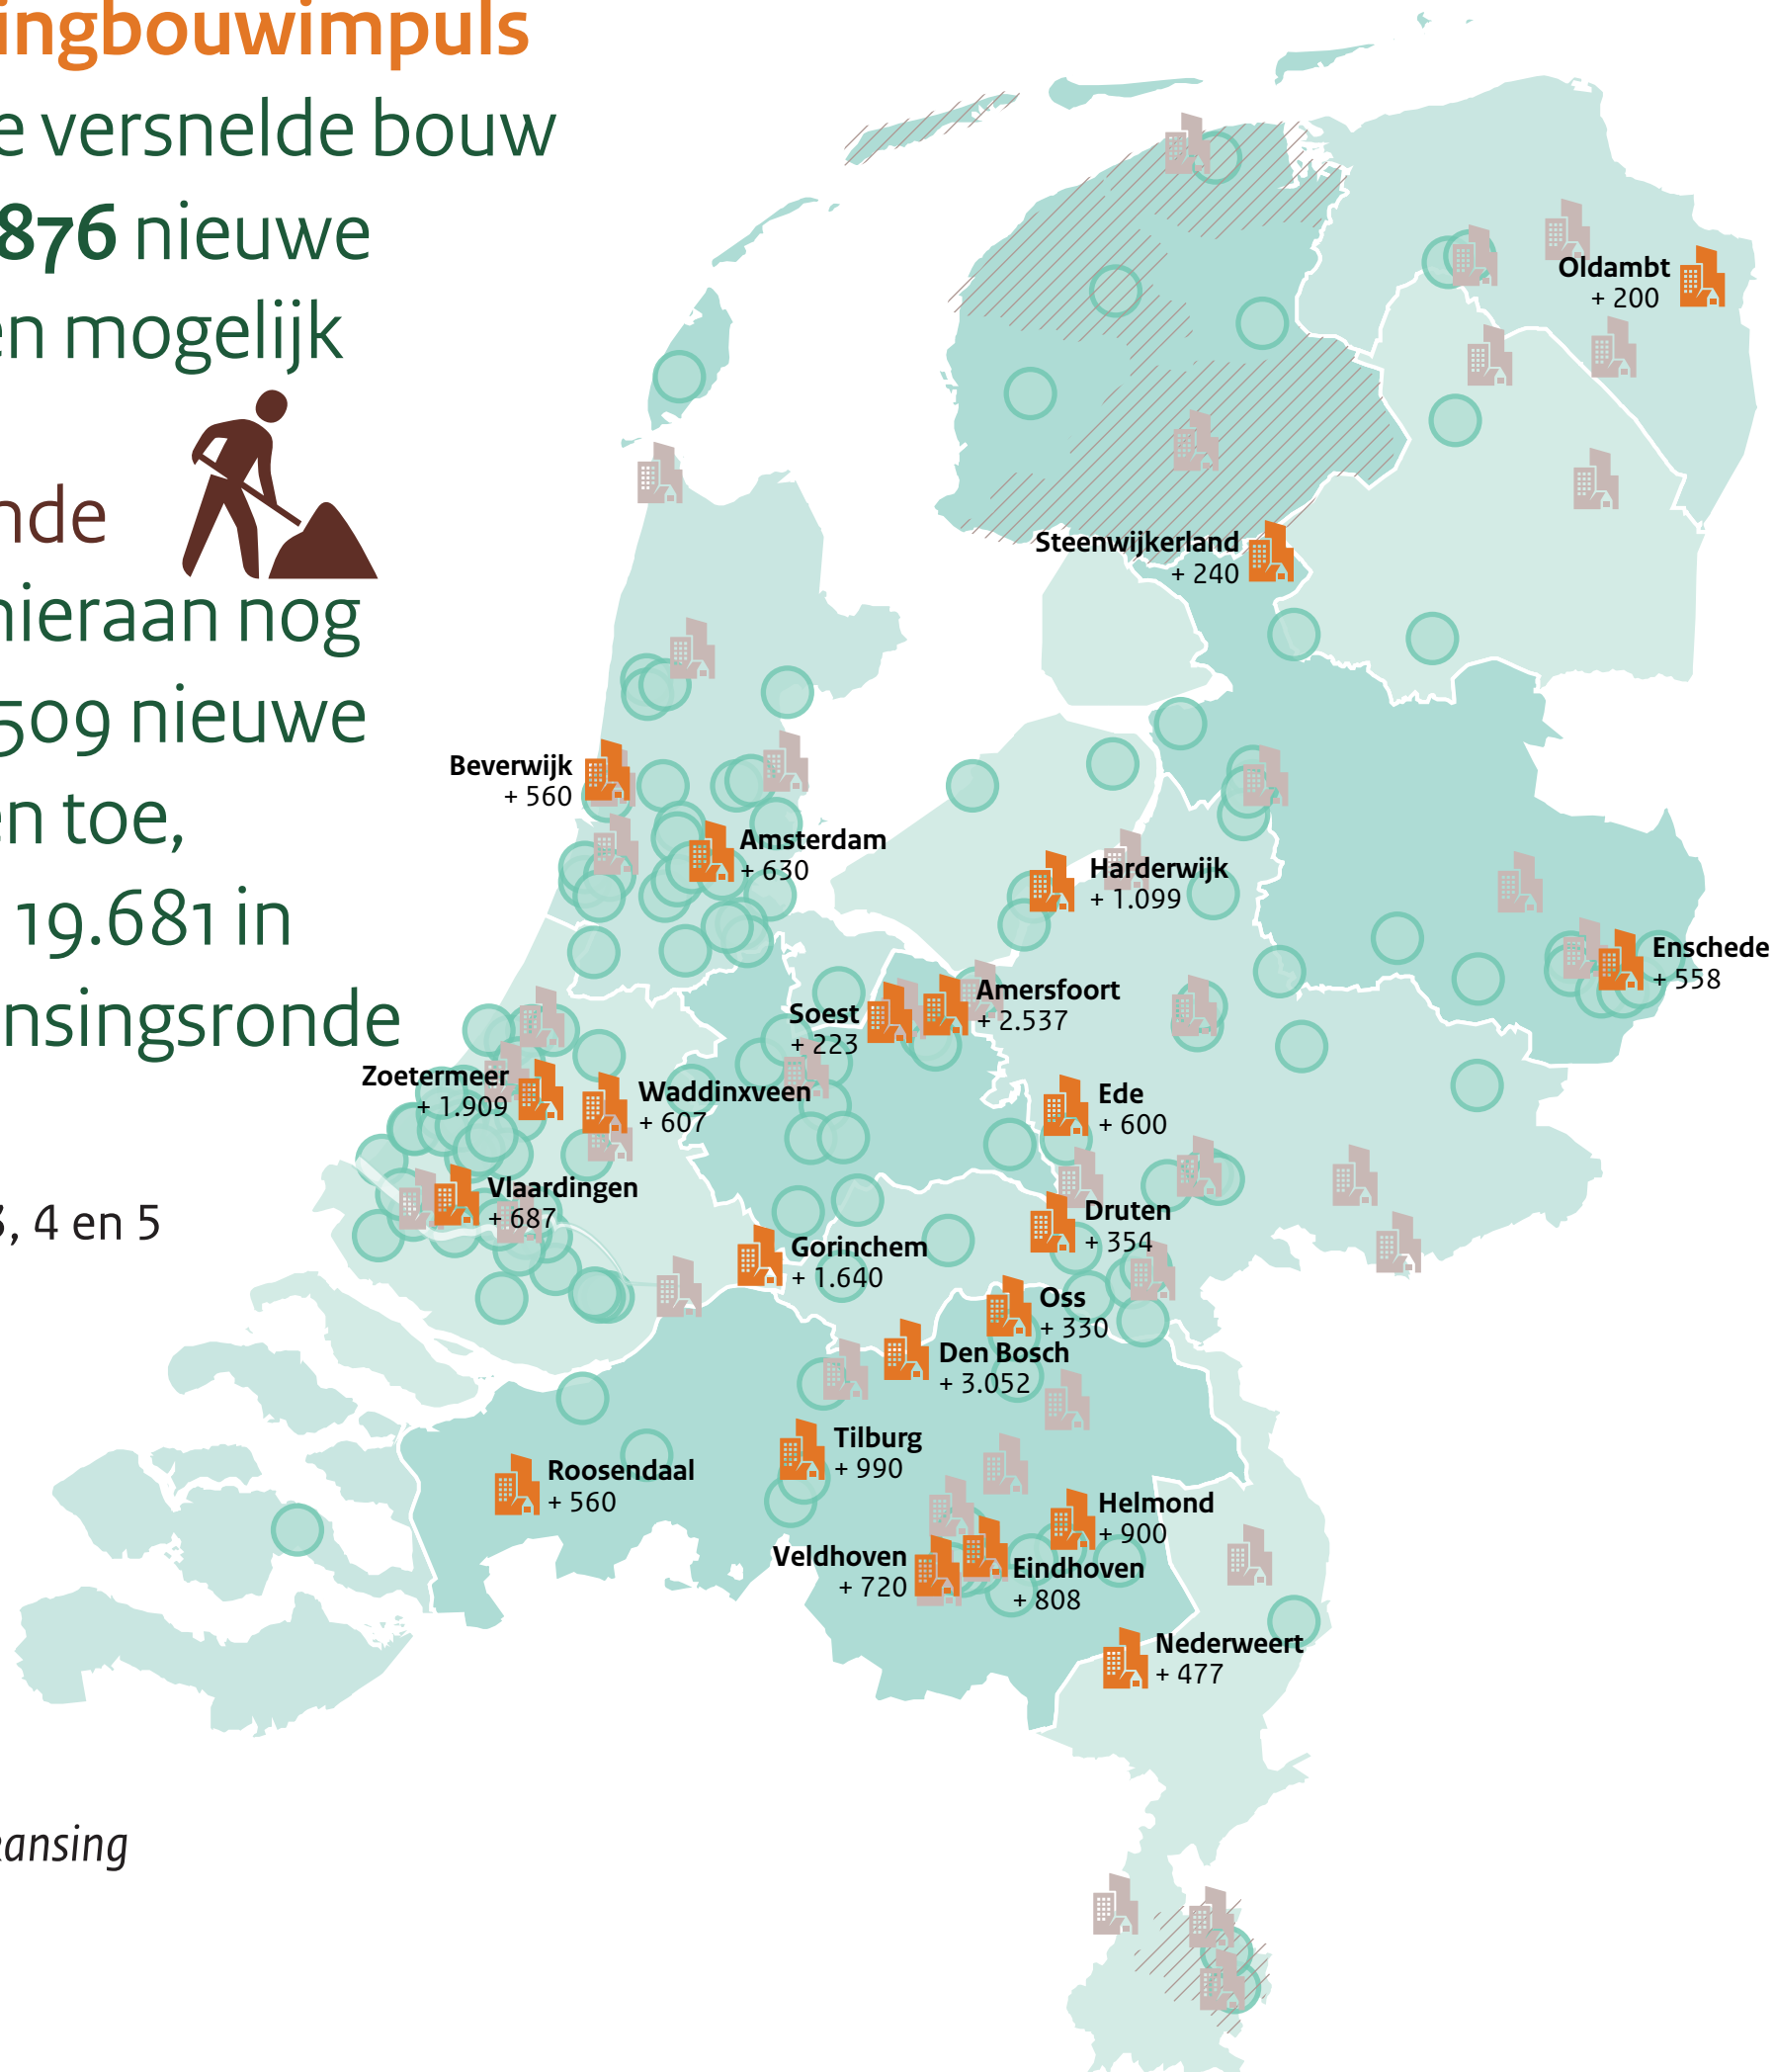 ingbouwimpuls
e versnelde bouw
876 nieuwe
en mogelijk
nde
hieraan nog
509 nieuwe
en toe,
19.681 in
nsingsronde
3, 4 en 5
kansing
Oldambt
+ 200
Steenwijkerland
+ 240
Beverwijk
+ 560
Amsterdam
+ 630
Harderwijk
+ 1.099
Enschede
+ 558
Amersfoort
+ 2.537
Soest
+ 223
Zoetermeer
+ 1.909
Waddinxveen
+ 607
Ede
+ 600
Vlaardingen
+ 687
Druten
+ 354
Gorinchem
+ 1.640
Oss
+ 330
Den Bosch
+ 3.052
Tilburg
+ 990
Roosendaal
+ 560
Helmond
+ 900
Veldhoven
+ 720
Eindhoven
+ 808
Nederweert
+ 477